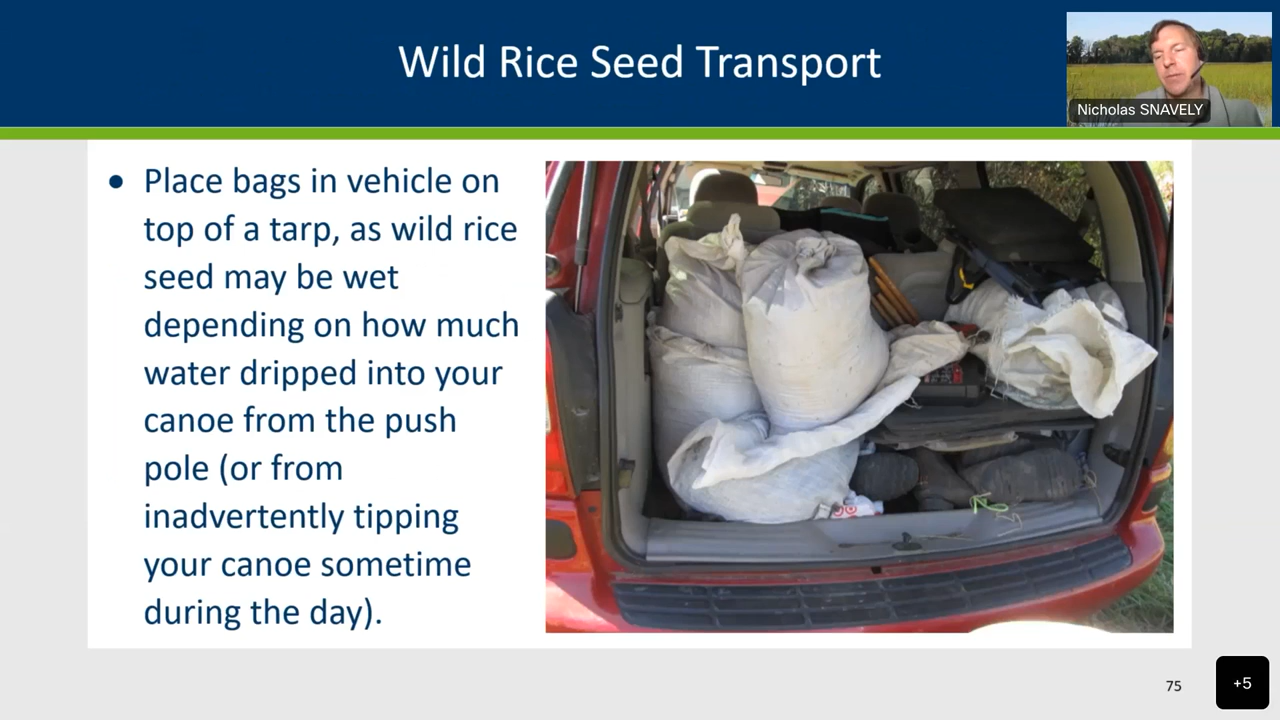 Wild Rice Seed Transport
Nicholas SNAVELY
● Place bags in vehicle on
top of a tarp, as wild rice
seed may be wet
depending on how much
water dripped into your
canoe from the push
pole (or from
inadvertently tipping
your canoe sometime
during the day).
75
+5